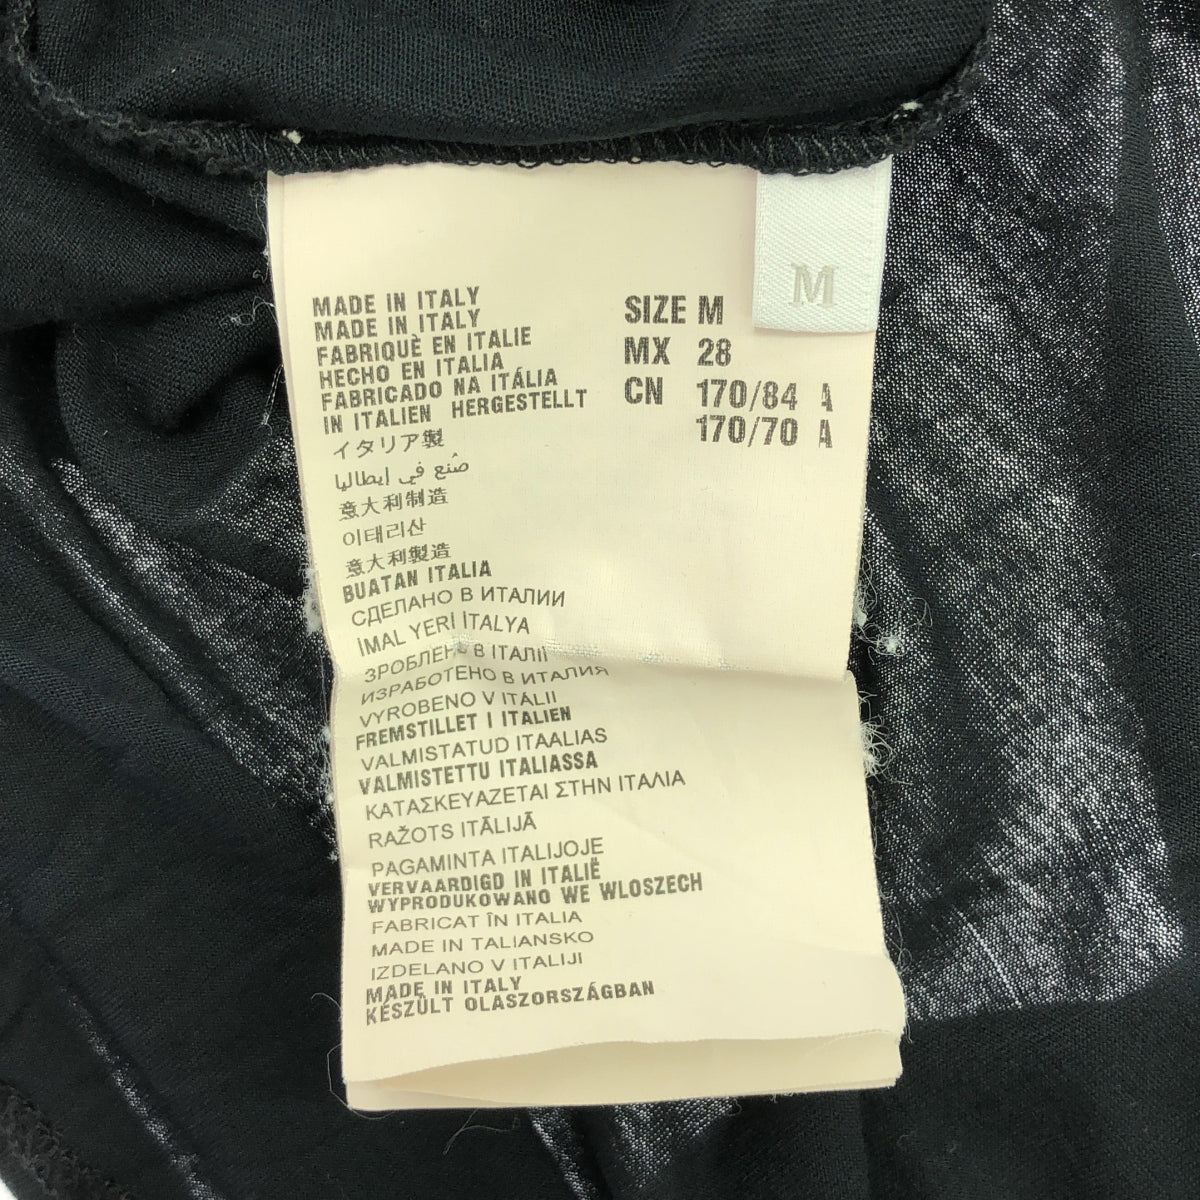 MADE IN ITALY
MADE IN ITALY
FABRIQUÈ EN ITALIE
HECHO EN ITALIA
FABRICADO NA ITÁLIA
IN ITALIEN HERGESTELLT
イタリア製
صُنع في إيطاليا
意大利制造
이태리산
意大利製造
BUATAN ITALIA
СДЕЛАНО В ИТАЛИИ
İMAL YERİ İTALYA
ЗРОБЛЕНО В ІТАЛІЇ
ИЗРАБОТЕНО В ИТАЛИЯ
VYROBENO V ITÁLII
FREMSTILLET I ITALIEN
VALMISTATUD ITAALIAS
VALMISTETTU ITALIASSA
ΚΑΤΑΣΚΕΥΑΖΕΤΑΙ ΣΤΗΝ ΙΤΑΛΙΑ
RAŽOTS ITĀLIJĀ
PAGAMINTA ITALIJOJE
VERVAARDIGD IN ITALIË
WYPRODUKOWANO WE WLOSZECH
FABRICAT ÎN ITALIA
MADE IN TALIANSKO
IZDELANO V ITALIJI
MADE IN ITALY
KÉSZÜLT OLASZORSZÁGBAN
SIZE M
MX 28
CN 170/84 A
170/70 A
M